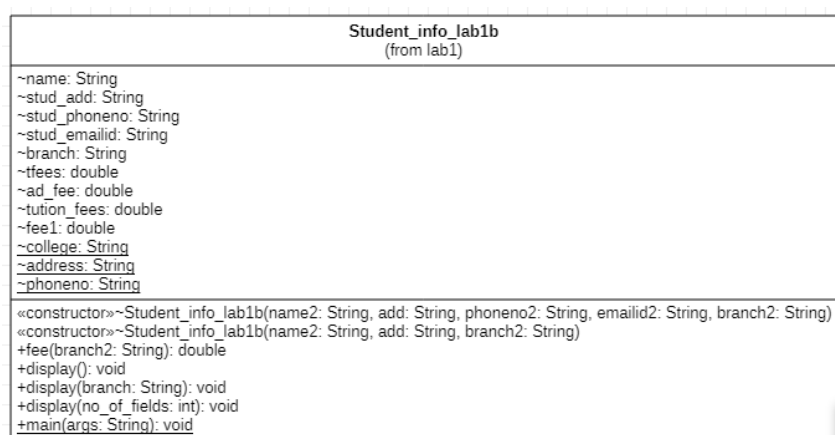 Student_info_lab1b
(from lab1)
~name: String
~stud_add: String
~stud_phoneno: String
~stud_emailid: String
~branch: String
~tfees: double
~ad_fee: double
~tution_fees: double
~fee1: double
~college: String
~address: String
~phoneno: String
«constructor»~Student_info_lab1b(name2: String, add: String, phoneno2: String, emailid2: String, branch2: String)
«constructor»~Student_info_lab1b(name2: String, add: String, branch2: String)
+fee(branch2: String): double
+display(): void
+display(branch: String): void
+display(no_of_fields: int): void
+main(args: String): void